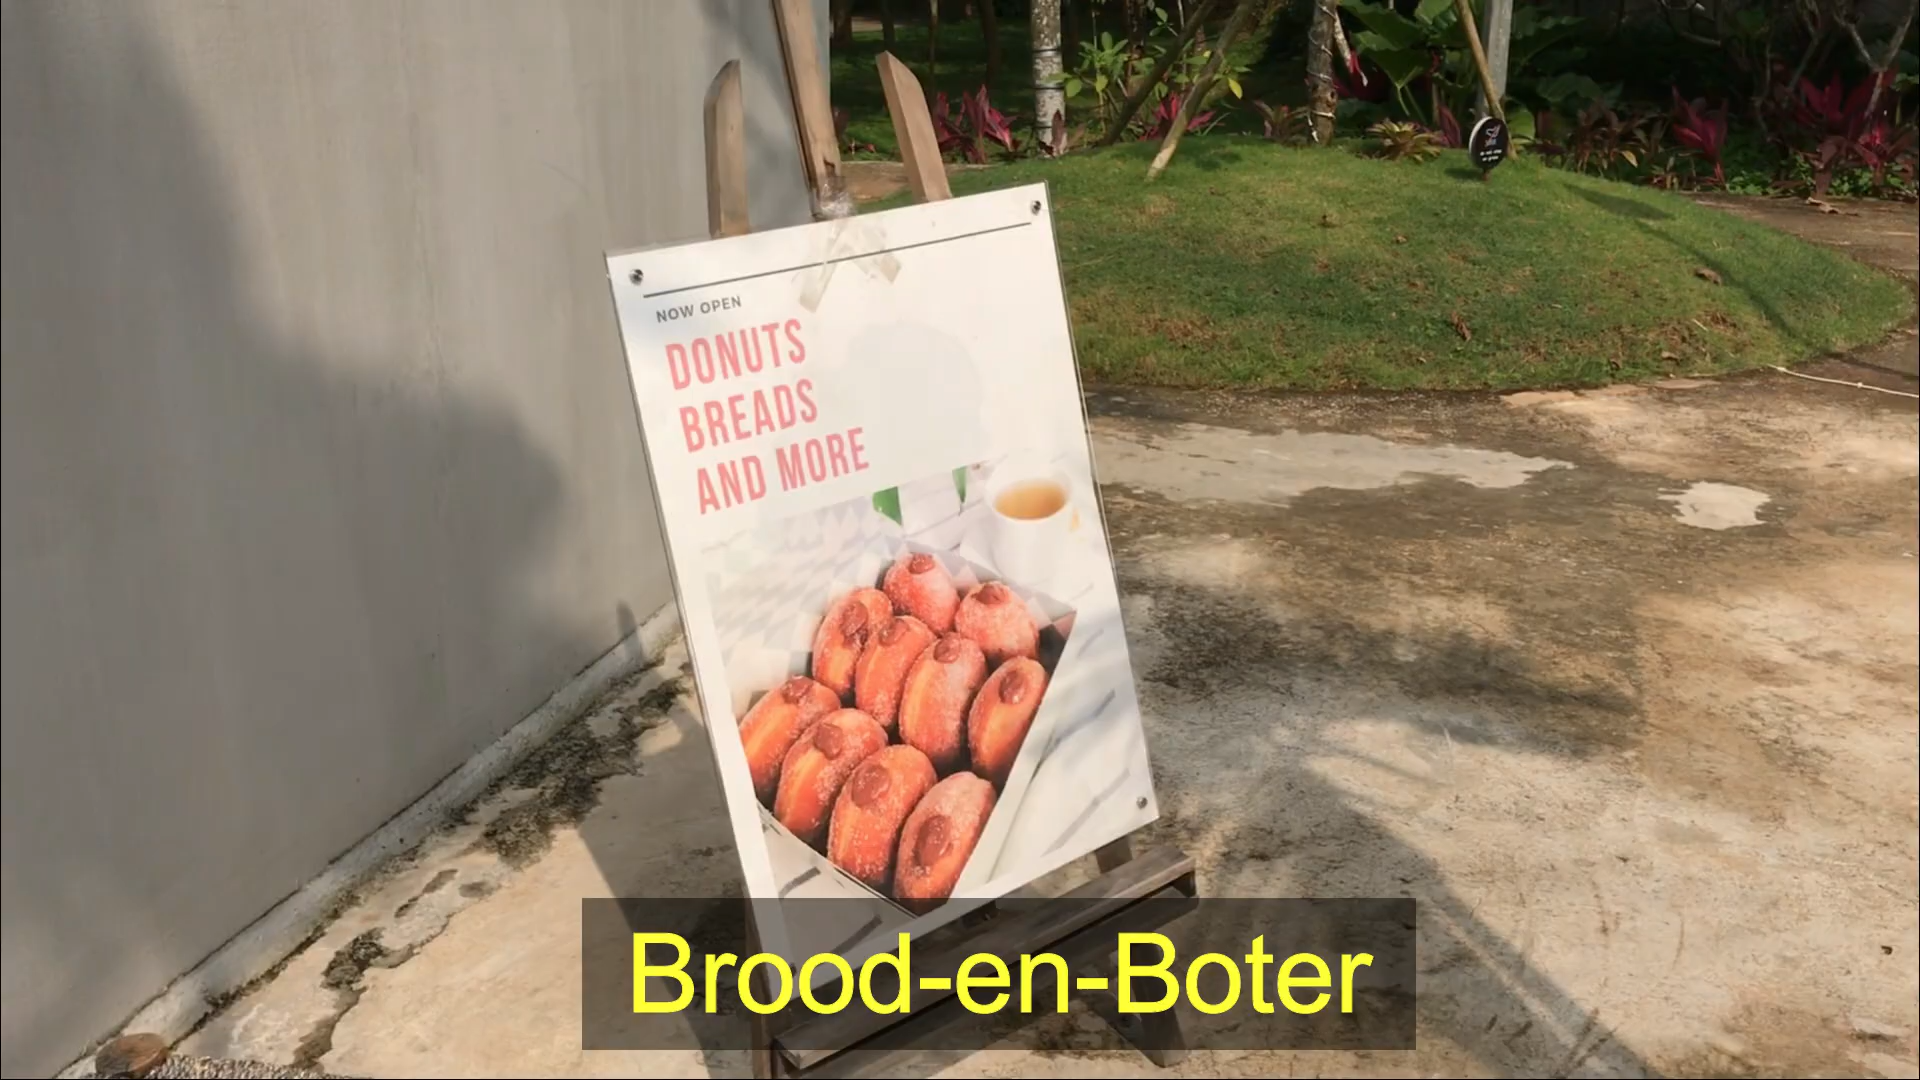 NOW OPEN
DONUTS
BREADS
AND MORE
Brood-en-Boter